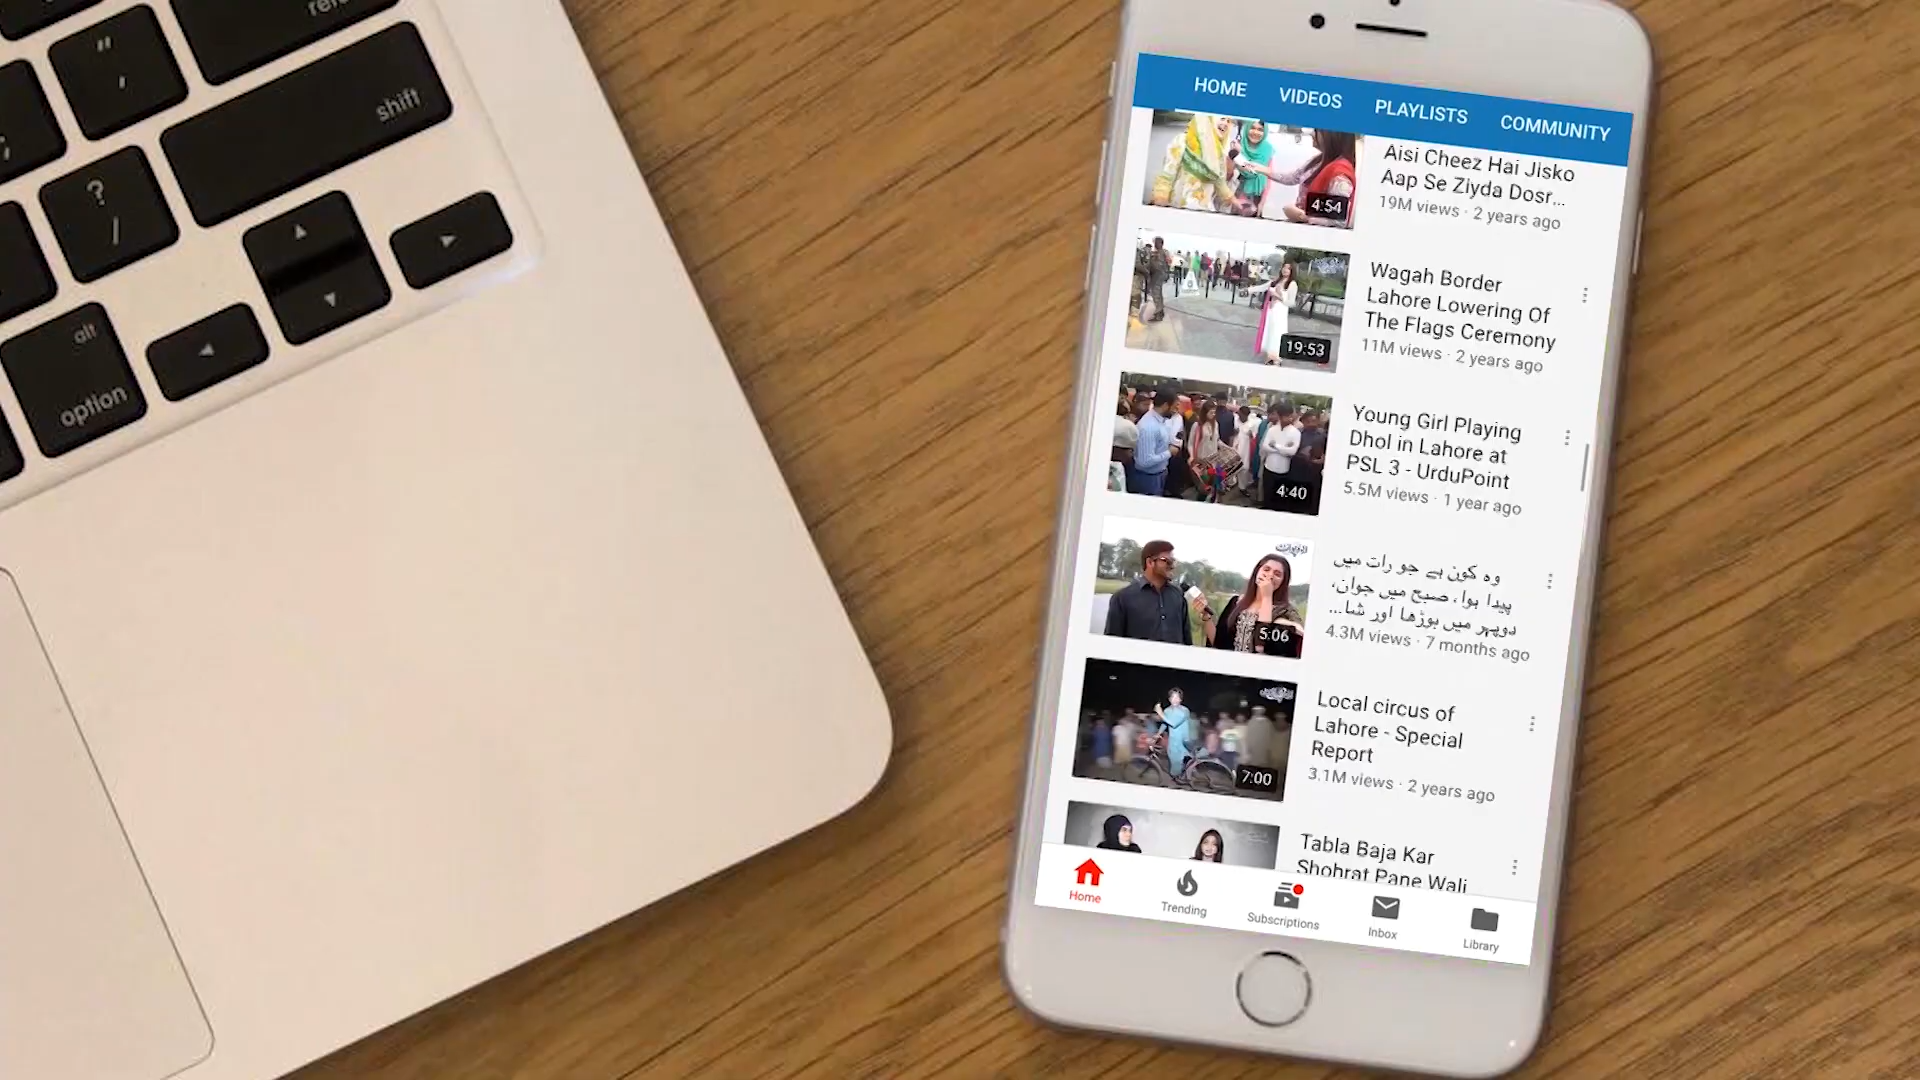 return
"
,
shift
;
?
/
alt
option
HOME VIDEOS PLAYLISTS COMMUNITY
Aisi Cheez Hai Jisko
Aap Se Ziyda Dosr...
19M views · 2 years ago
4:54
Wagah Border
Lahore Lowering Of
The Flags Ceremony
11M views · 2 years ago
19:53
Young Girl Playing
Dhol in Lahore at
PSL 3 - UrduPoint
5.5M views · 1 year ago
4:40
وہ کون ہے جو رات میں
پیدا ہوا، صبح میں جوان،
دوپہر میں بوڑھا اور شا...
4.3M views · 7 months ago
اردو پوائنٹ
5:06
Local circus of
Lahore - Special
Report
3.1M views · 2 years ago
7:00
Tabla Baja Kar
Shohrat Pane Wali
Home Trending Subscriptions Inbox Library